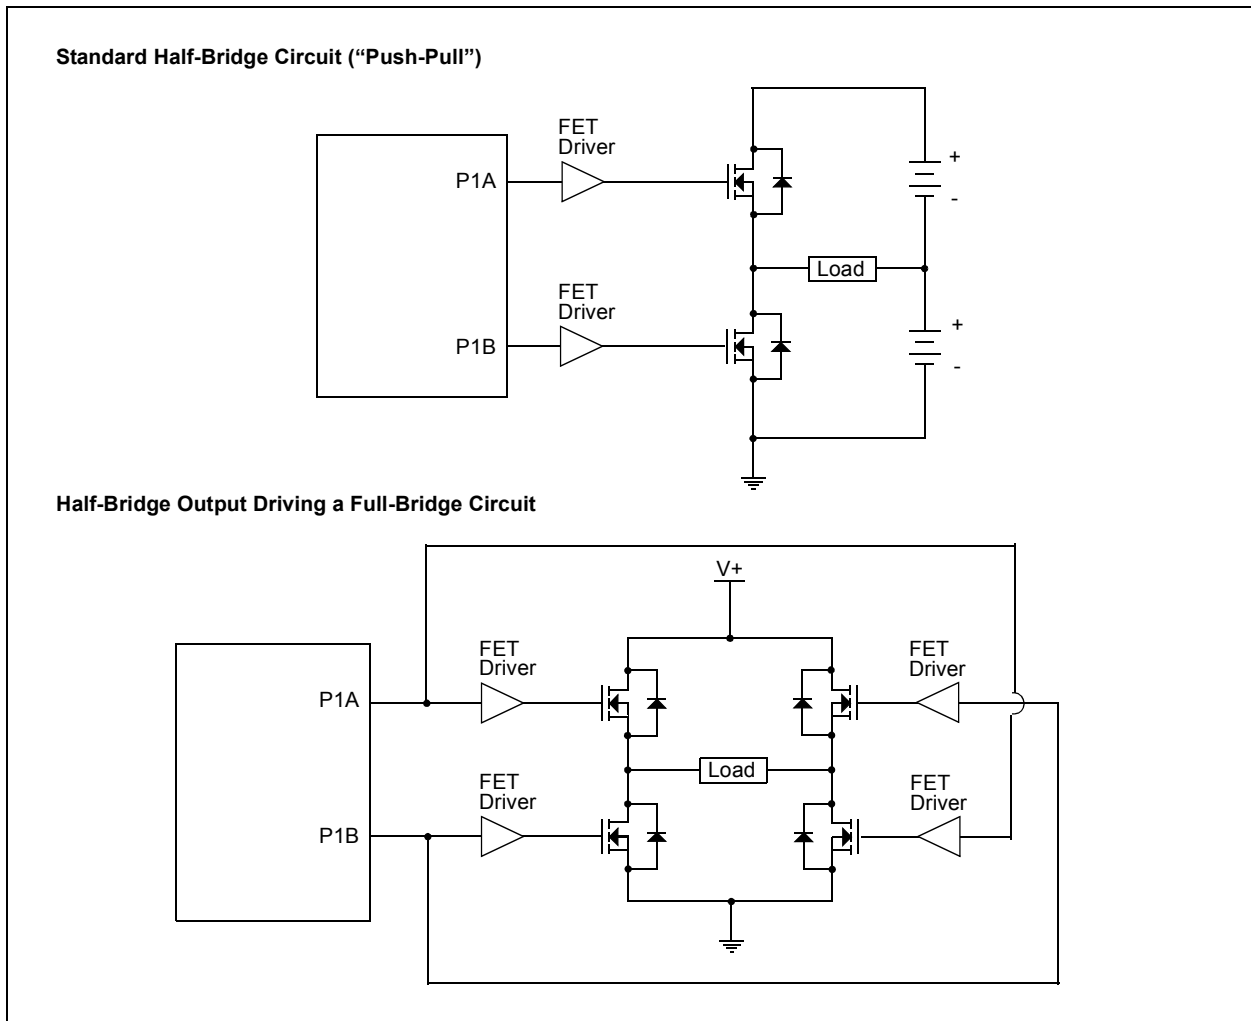 Standard Half-Bridge Circuit (“Push-Pull”)
FET
Driver
P1A
+
-
Load
FET
Driver
P1B
+
-
Half-Bridge Output Driving a Full-Bridge Circuit
V+
FET
Driver
FET
Driver
P1A
Load
FET
Driver
FET
Driver
P1B